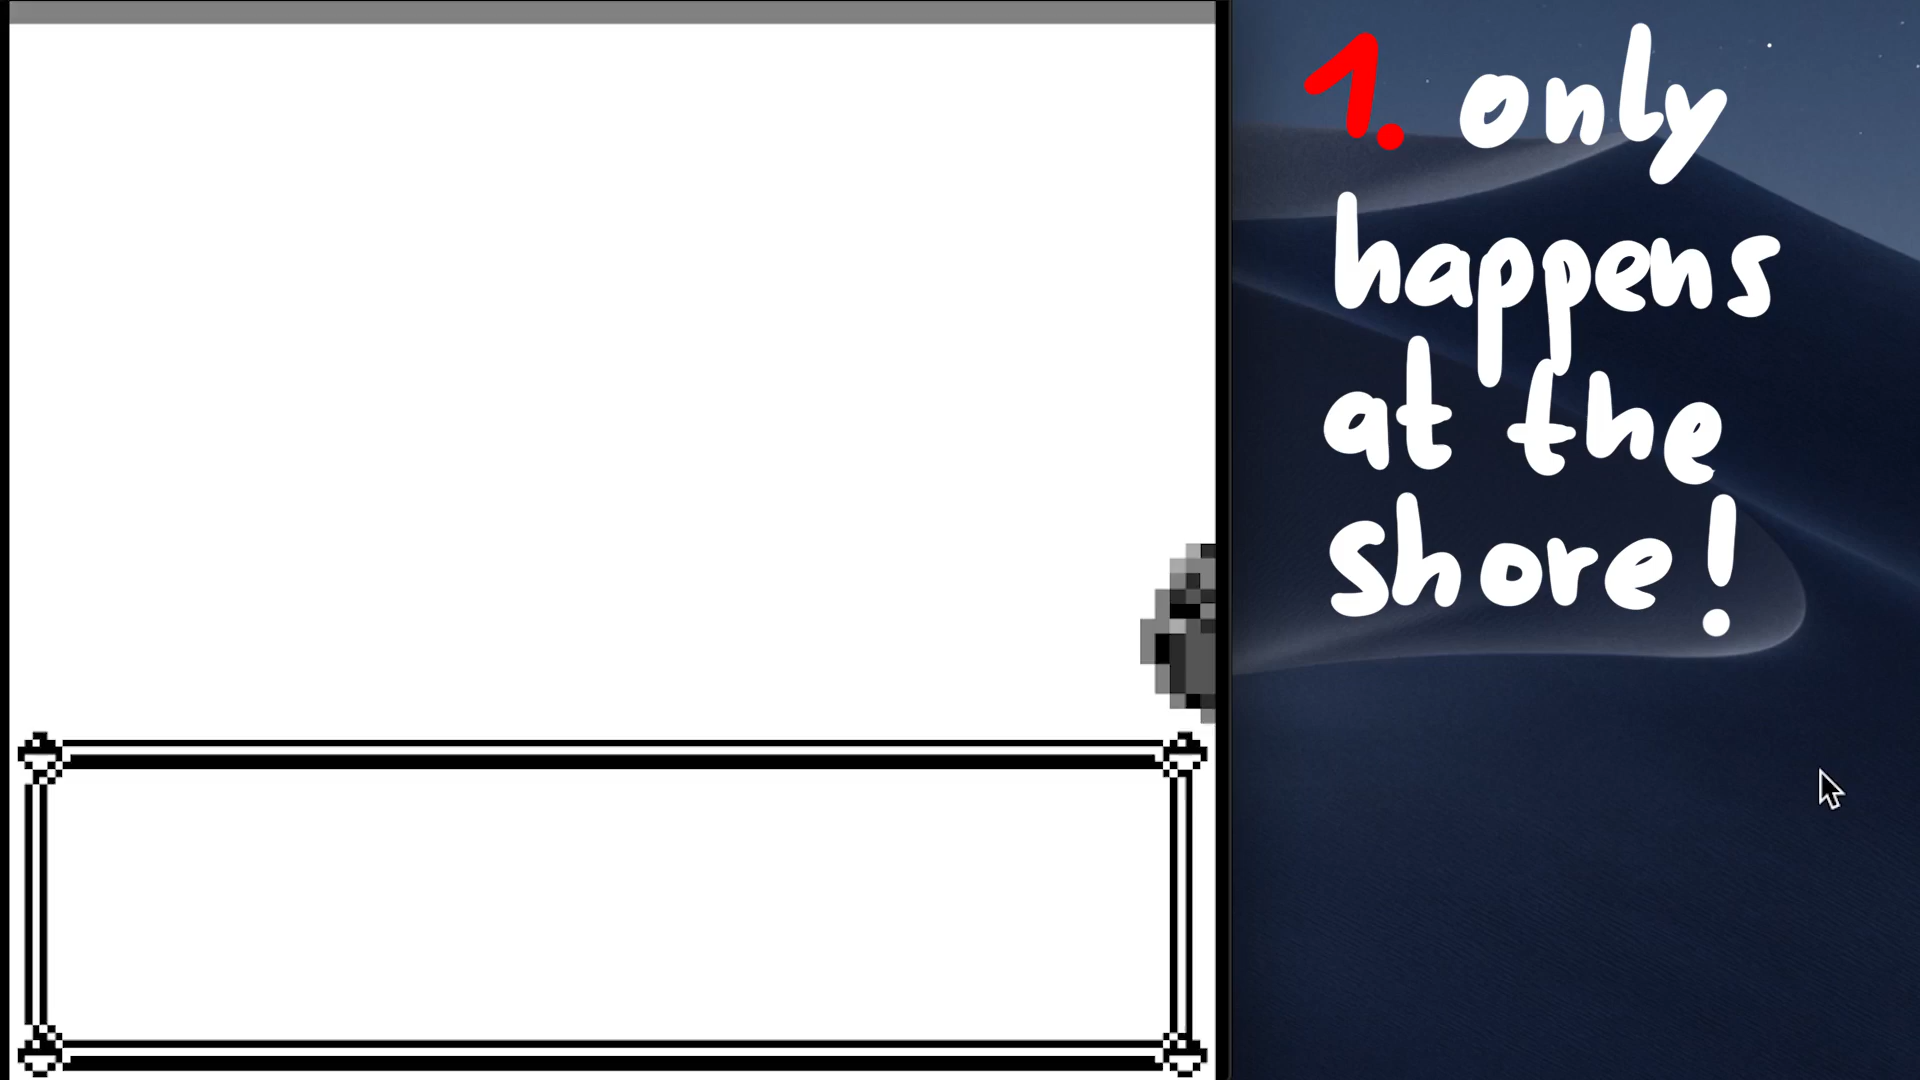 1. only
happens
at the
shore!